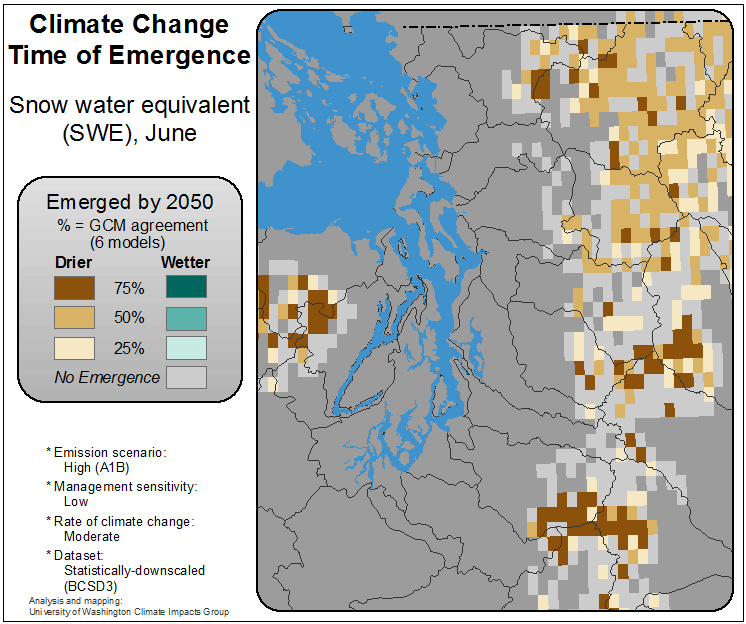 Climate Change
Time of Emergence
Snow water equivalent
(SWE), June
Emerged by 2050
% = GCM agreement
(6 models)
Drier Wetter
75%
50%
25%
No Emergence
* Emission scenario:
High (A1B)
* Management sensitivity:
Low
* Rate of climate change:
Moderate
* Dataset:
Statistically-downscaled
(BCSD3)
Analysis and mapping:
University of Washington Climate Impacts Group